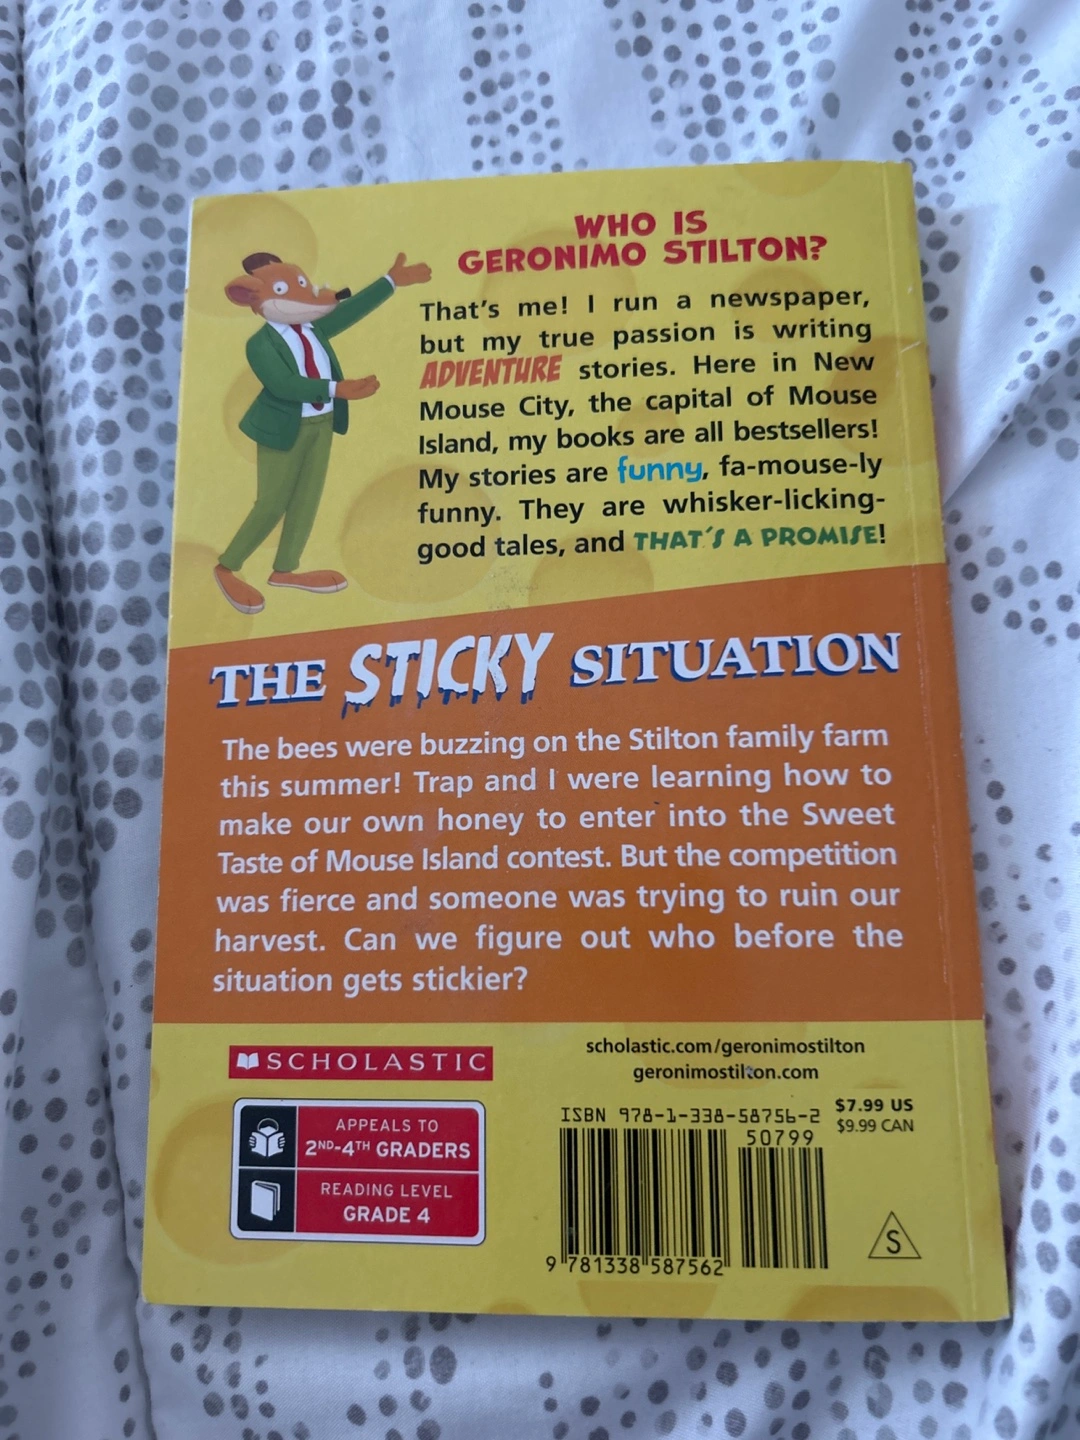 WHO IS
GERONIMO STILTON?
That's me! I run a newspaper,
but my true passion is writing
ADVENTURE stories. Here in New
Mouse City, the capital of Mouse
Island, my books are all bestsellers!
My stories are funny, fa-mouse-ly
funny. They are whisker-licking-
good tales, and THAT'S A PROMISE!
THE STICKY SITUATION
The bees were buzzing on the Stilton family farm
this summer! Trap and I were learning how to
make our own honey to enter into the Sweet
Taste of Mouse Island contest. But the competition
was fierce and someone was trying to ruin our
harvest. Can we figure out who before the
situation gets stickier?
SCHOLASTIC
APPEALS TO
2ND-4TH GRADERS
READING LEVEL
GRADE 4
scholastic.com/geronimostilton
geronimostilton.com
ISBN 978-1-338-58756-2
50799
$7.99 US
$9.99 CAN
9 781338 587562
S